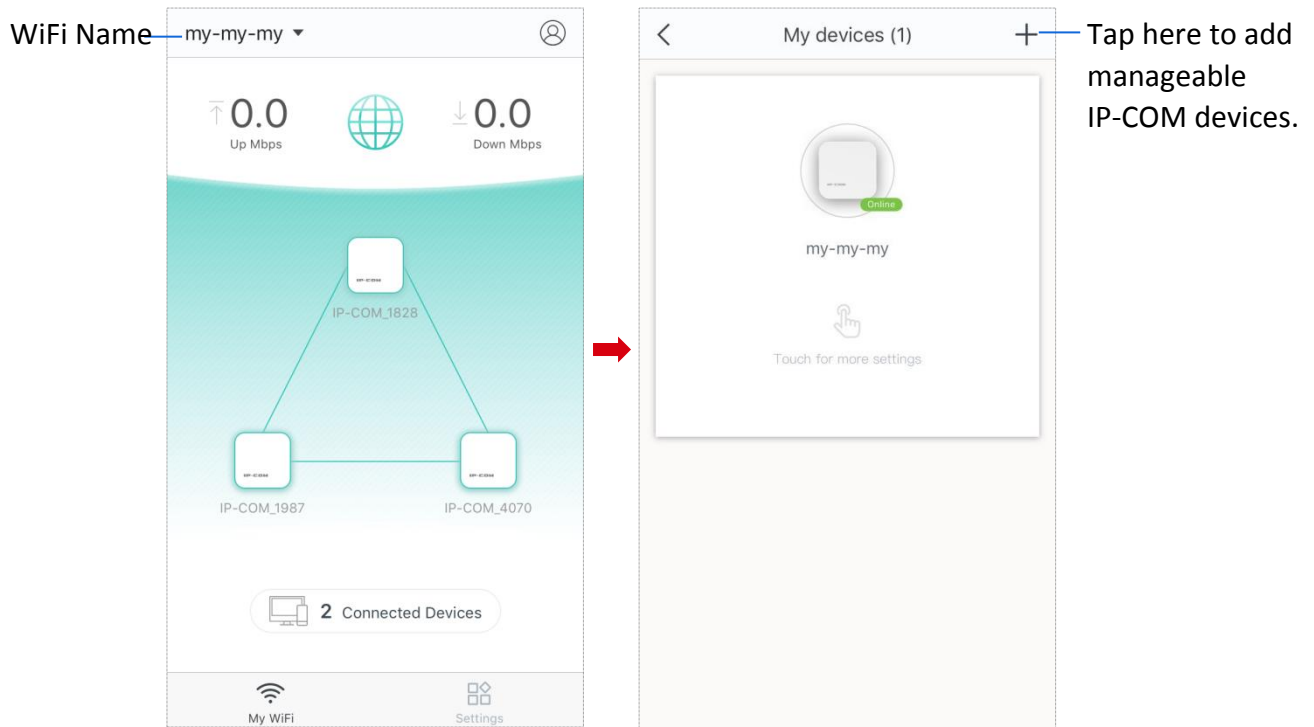 WiFi Name
my-my-my
0.0
Up Mbps
0.0
Down Mbps
IP-COM_1828
IP-COM_1987
IP-COM_4070
2 Connected Devices
My WiFi
Settings
My devices (1)
Tap here to add
manageable
IP-COM devices.
Online
my-my-my
Touch for more settings